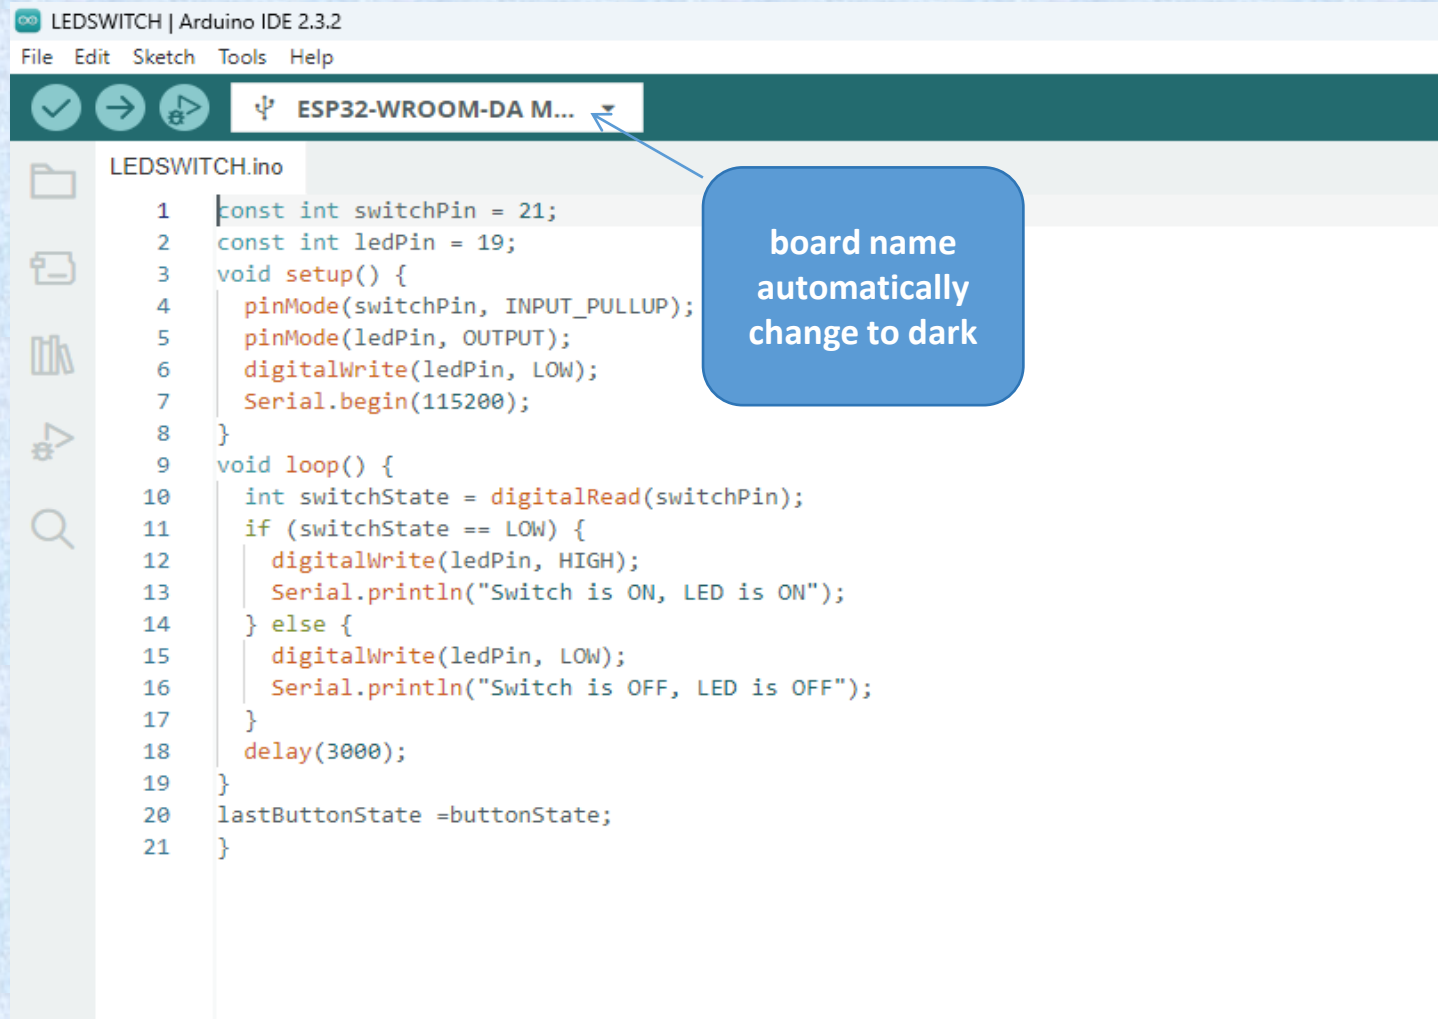 LEDSWITCH | Arduino IDE 2.3.2
File Edit Sketch Tools Help
ESP32-WROOM-DA M...
LEDSWITCH.ino
1 const int switchPin = 21;
2 const int ledPin = 19;
3 void setup() {
4 pinMode(switchPin, INPUT_PULLUP);
5 pinMode(ledPin, OUTPUT);
6 digitalWrite(ledPin, LOW);
7 Serial.begin(115200);
8 }
9 void loop() {
10 int switchState = digitalRead(switchPin);
11 if (switchState == LOW) {
12 digitalWrite(ledPin, HIGH);
13 Serial.println("Switch is ON, LED is ON");
14 } else {
15 digitalWrite(ledPin, LOW);
16 Serial.println("Switch is OFF, LED is OFF");
17 }
18 delay(3000);
19 }
20 lastButtonState =buttonState;
21 }
board name
automatically
change to dark